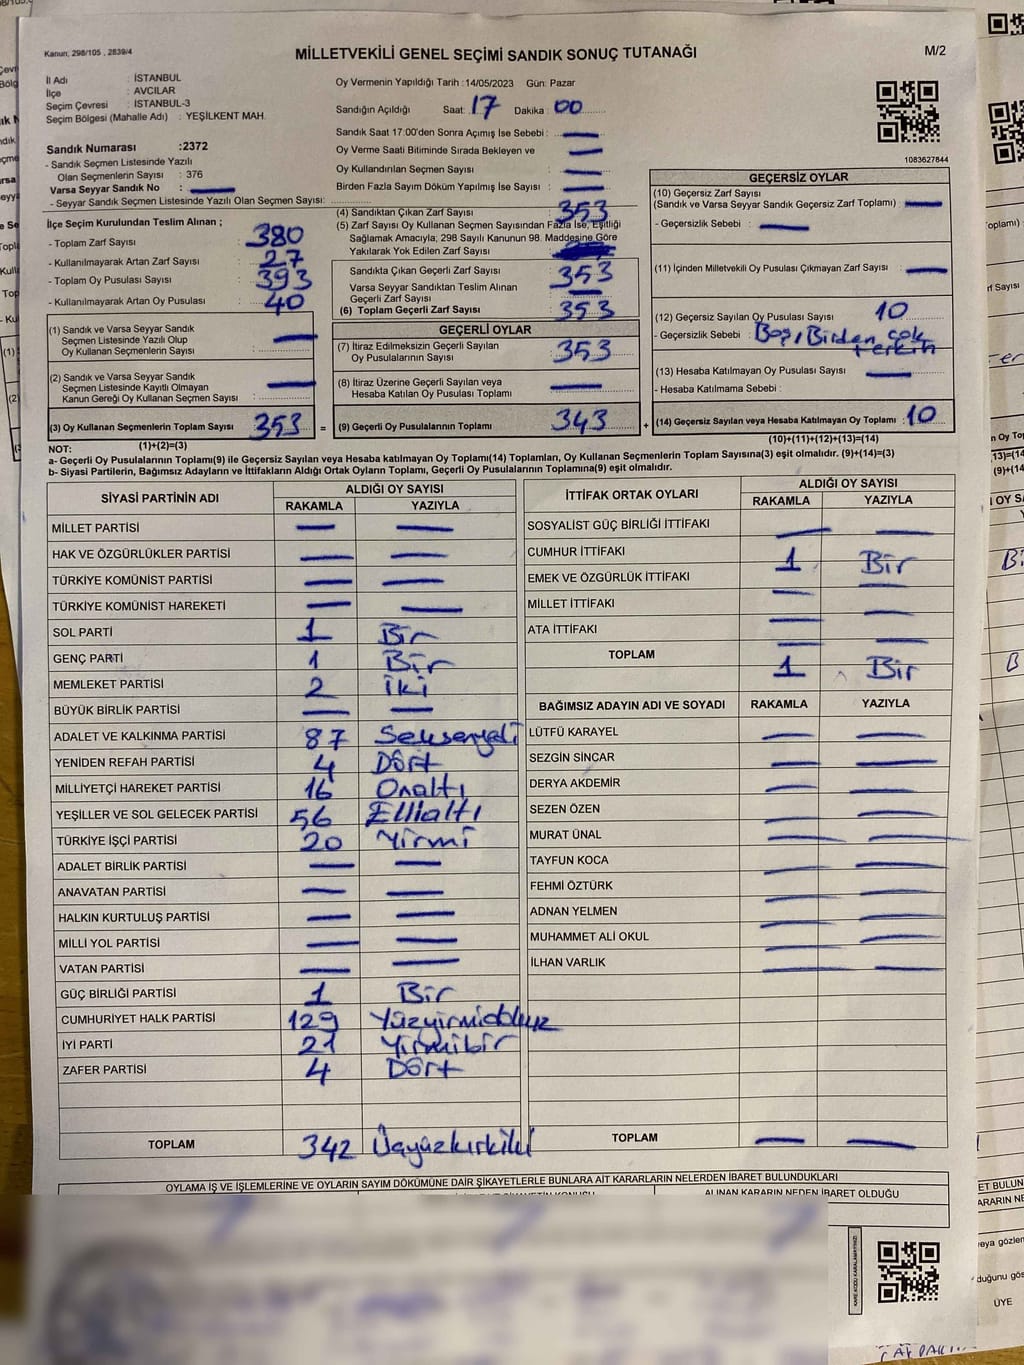 Kanun, 298/105 , 2839/4
MİLLETVEKİLİ GENEL SEÇİMİ SANDIK SONUÇ TUTANAĞI
M/2
İl Adı : İSTANBUL
İlçe : AVCILAR
Seçim Çevresi : İSTANBUL-3
Seçim Bölgesi (Mahalle Adı) : YEŞİLKENT MAH.
Sandık Numarası :2372
- Sandık Seçmen Listesinde Yazılı
Olan Seçmenlerin Sayısı : 376
Varsa Seyyar Sandık No :
- Seyyar Sandık Seçmen Listesinde Yazılı Olan Seçmen Sayısı:
Oy Vermenin Yapıldığı Tarih :14/05/2023 Gün: Pazar
Sandığın Açıldığı Saat: 17 Dakika : 00
Sandık Saat 17:00'den Sonra Açımış İse Sebebi :
Oy Verme Saati Bitiminde Sırada Bekleyen ve
Oy Kullandırılan Seçmen Sayısı :
Birden Fazla Sayım Döküm Yapılmış İse Sayısı :
1083627844
İlçe Seçim Kurulundan Teslim Alınan ;
- Toplam Zarf Sayısı : 380
- Kullanılmayarak Artan Zarf Sayısı : 27
- Toplam Oy Pusulası Sayısı : 393
- Kullanılmayarak Artan Oy Pusulası : 40
(1) Sandık ve Varsa Seyyar Sandık
Seçmen Listesinde Yazılı Olup
Oy Kullanan Seçmenlerin Sayısı :
(2) Sandık ve Varsa Seyyar Sandık
Seçmen Listesinde Kayıtlı Olmayan
Kanun Gereği Oy Kullanan Seçmen Sayısı :
(3) Oy Kullanan Seçmenlerin Toplam Sayısı : 353 =
(4) Sandıktan Çıkan Zarf Sayısı : 353
(5) Zarf Sayısı Oy Kullanan Seçmen Sayısından Fazla İse, Eşitliği
Sağlamak Amacıyla; 298 Sayılı Kanunun 98. Maddesine Göre
Yakılarak Yok Edilen Zarf Sayısı :
Sandıkta Çıkan Geçerli Zarf Sayısı : 353
Varsa Seyyar Sandıktan Teslim Alınan
Geçerli Zarf Sayısı :
(6) Toplam Geçerli Zarf Sayısı : 353
GEÇERLİ OYLAR
(7) İtiraz Edilmeksizin Geçerli Sayılan
Oy Pusulalarının Sayısı : 353
(8) İtiraz Üzerine Geçerli Sayılan veya
Hesaba Katılan Oy Pusulası Toplamı :
(9) Geçerli Oy Pusulalarının Toplamı : 343 +
GEÇERSİZ OYLAR
(10) Geçersiz Zarf Sayısı
(Sandık ve Varsa Seyyar Sandık Geçersiz Zarf Toplamı) :
- Geçersizlik Sebebi :
(11) İçinden Milletvekili Oy Pusulası Çıkmayan Zarf Sayısı :
(12) Geçersiz Sayılan Oy Pusulası Sayısı : 10
- Geçersizlik Sebebi : Boş, Birden çok
tercih
(13) Hesaba Katılmayan Oy Pusulası Sayısı :
- Hesaba Katılmama Sebebi :
(14) Geçersiz Sayılan veya Hesaba Katılmayan Oy Toplamı : 10
NOT: (1)+(2)=(3)
(10)+(11)+(12)+(13)=(14)
a- Geçerli Oy Pusulalarının Toplamı(9) ile Geçersiz Sayılan veya Hesaba katılmayan Oy Toplamı(14) Toplamları, Oy Kullanan Seçmenlerin Toplam Sayısına(3) eşit olmalıdır. (9)+(14)=(3)
b- Siyasi Partilerin, Bağımsız Adayların ve İttifakların Aldığı Ortak Oyların Toplamı, Geçerli Oy Pusulalarının Toplamına(9) eşit olmalıdır.
SİYASİ PARTİNİN ADI
ALDIĞI OY SAYISI
RAKAMLA YAZIYLA
MİLLET PARTİSİ
HAK VE ÖZGÜRLÜKLER PARTİSİ
TÜRKİYE KOMÜNİST PARTİSİ
TÜRKİYE KOMÜNİST HAREKETİ
SOL PARTİ 1 Bir
GENÇ PARTİ 1 Bir
MEMLEKET PARTİSİ 2 İki
BÜYÜK BİRLİK PARTİSİ
ADALET VE KALKINMA PARTİSİ 87 Seksenyedi
YENİDEN REFAH PARTİSİ 4 Dört
MİLLİYETÇİ HAREKET PARTİSİ 16 Onaltı
YEŞİLLER VE SOL GELECEK PARTİSİ 56 Ellialtı
TÜRKİYE İŞÇİ PARTİSİ 20 Yirmi
ADALET BİRLİK PARTİSİ
ANAVATAN PARTİSİ
HALKIN KURTULUŞ PARTİSİ
MİLLİ YOL PARTİSİ
VATAN PARTİSİ
GÜÇ BİRLİĞİ PARTİSİ 1 Bir
CUMHURİYET HALK PARTİSİ 129 Yüzyirmidokuz
İYİ PARTİ 21 Yirmibir
ZAFER PARTİSİ 4 Dört
TOPLAM 342 Üçyüzkırkiki
İTTİFAK ORTAK OYLARI
ALDIĞI OY SAYISI
RAKAMLA YAZIYLA
SOSYALİST GÜÇ BİRLİĞİ İTTİFAKI
CUMHUR İTTİFAKI 1 Bir
EMEK VE ÖZGÜRLÜK İTTİFAKI
MİLLET İTTİFAKI
ATA İTTİFAKI
TOPLAM 1 Bir
BAĞIMSIZ ADAYIN ADI VE SOYADI RAKAMLA YAZIYLA
LÜTFÜ KARAYEL
SEZGİN SİNCAR
DERYA AKDEMİR
SEZEN ÖZEN
MURAT ÜNAL
TAYFUN KOCA
FEHMİ ÖZTÜRK
ADNAN YELMEN
MUHAMMET ALİ OKUL
İLHAN VARLIK
TOPLAM
OYLAMA İŞ VE İŞLEMLERİNE VE OYLARIN SAYIM DÖKÜMÜNE DAİR ŞİKAYETLERLE BUNLARA AİT KARARLARIN NELERDEN İBARET BULUNDUKLARI
ALINAN KARARIN NEDEN İBARET OLDUĞU
KARE KODU KARALAMAYINIZ!